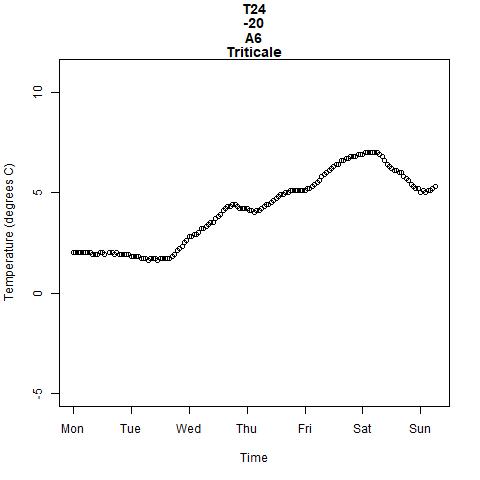 T24
-20
A6
Triticale
10
5
0
-5
Temperature (degrees C)
Mon Tue Wed Thu Fri Sat Sun
Time